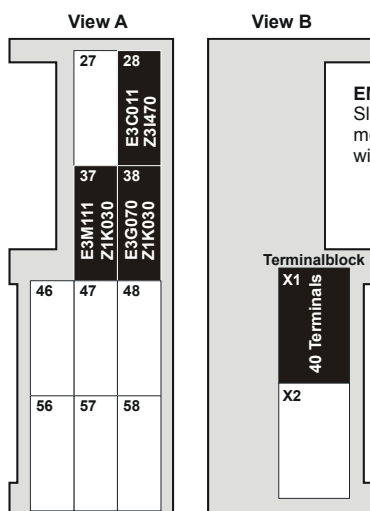 View A
View B
27
28
E3C011
Z3I470
37
38
E3M111
Z1K030
E3G070
Z1K030
46
47
48
56
57
58
Terminalblock
X1
40 Terminals
X2